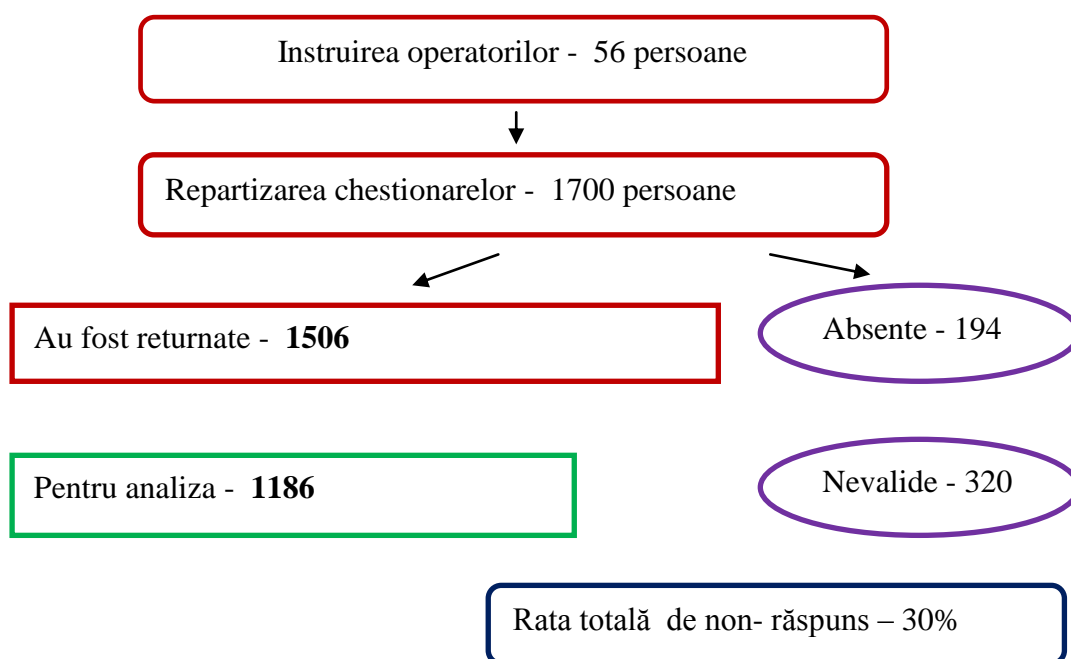 Instruirea operatorilor - 56 persoane
Repartizarea chestionarelor - 1700 persoane
Au fost returnate - 1506
Absente - 194
Pentru analiza - 1186
Nevalide - 320
Rata totală de non- răspuns – 30%